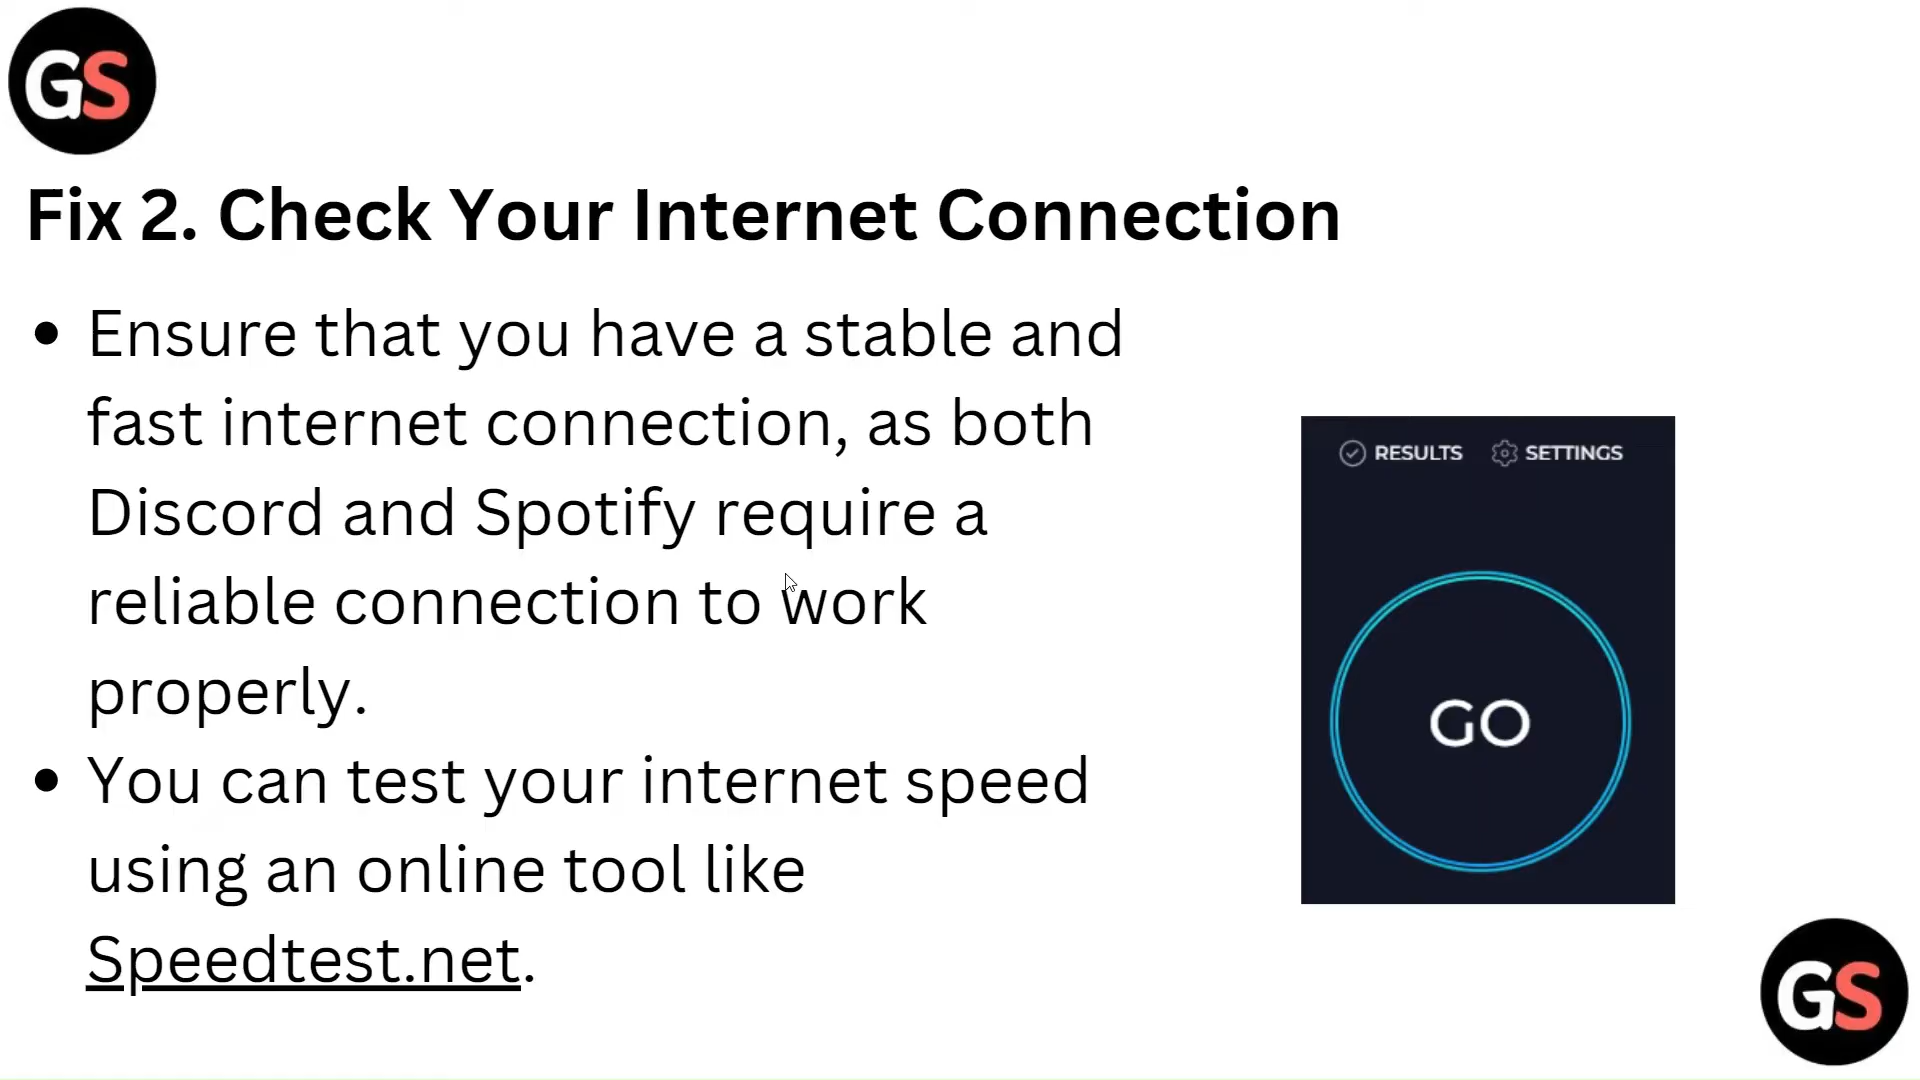 GS
Fix 2. Check Your Internet Connection
• Ensure that you have a stable and
fast internet connection, as both
Discord and Spotify require a
reliable connection to work
properly.
• You can test your internet speed
using an online tool like
Speedtest.net.
RESULTS SETTINGS
GO
GS